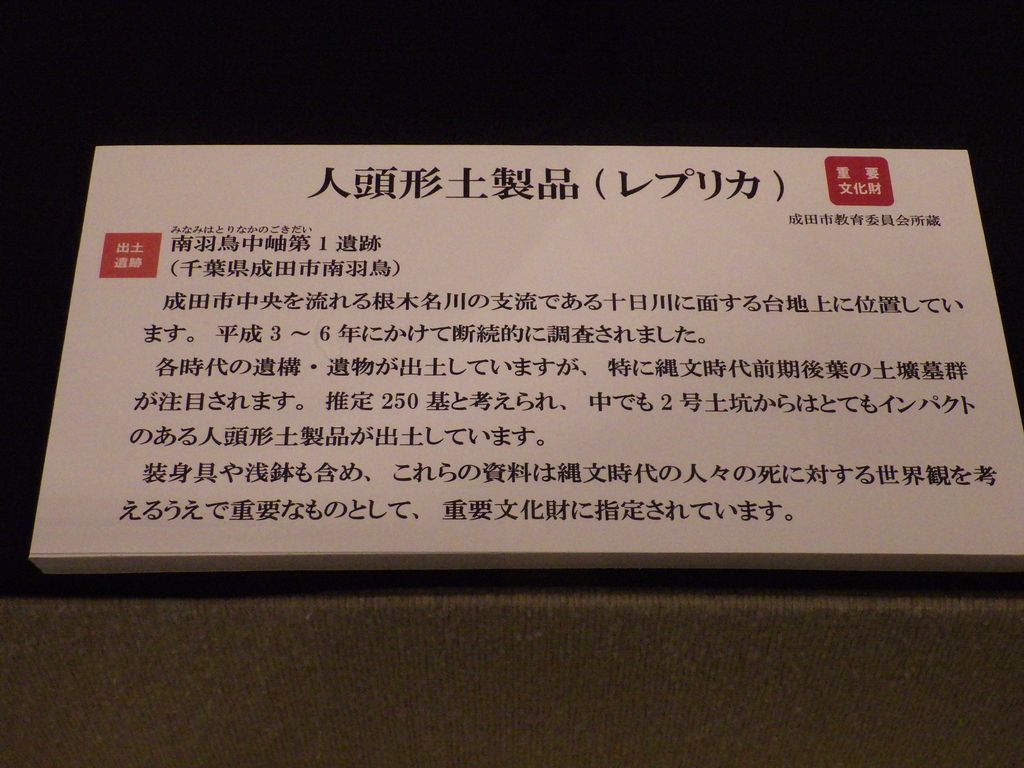 人頭形土製品（レプリカ）
重要
文化財
成田市教育委員会所蔵
出土
遺跡
みなみはとりなかのごきだい
南羽鳥中岫第1遺跡
（千葉県成田市南羽鳥）
成田市中央を流れる根木名川の支流である十日川に面する台地上に位置してい
ます。平成3～6年にかけて断続的に調査されました。
各時代の遺構・遺物が出土していますが、特に縄文時代前期後葉の土壙墓群
が注目されます。推定250基と考えられ、中でも2号土坑からはとてもインパクト
のある人頭形土製品が出土しています。
装身具や浅鉢も含め、これらの資料は縄文時代の人々の死に対する世界観を考
えるうえで重要なものとして、重要文化財に指定されています。